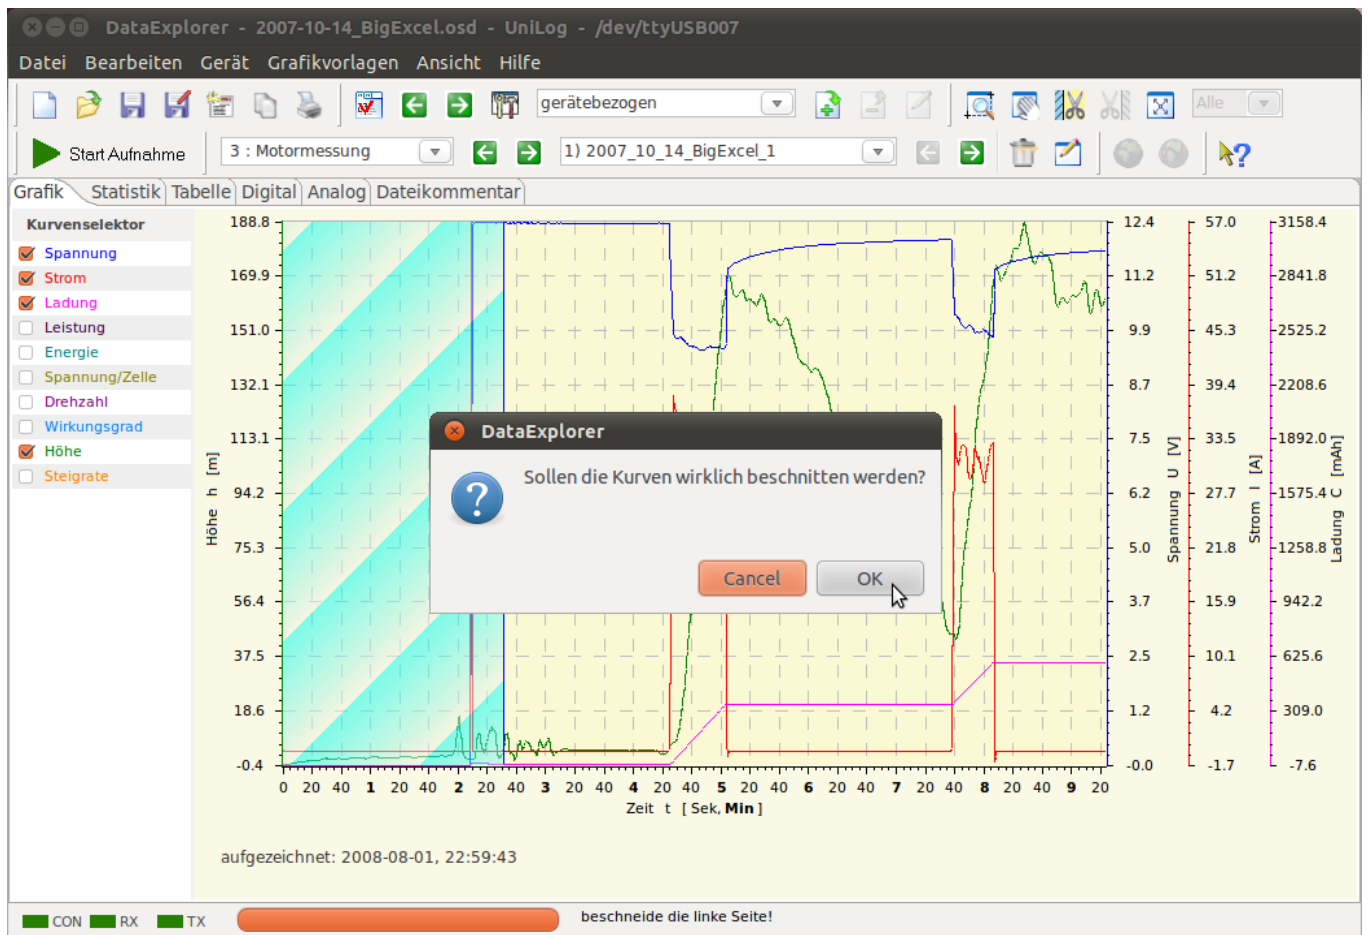 DataExplorer - 2007-10-14_BigExcel.osd - UniLog - /dev/ttyUSB007
Datei Bearbeiten Gerät Grafikvorlagen Ansicht Hilfe
gerätebezogen
Alle
Start Aufnahme
3 : Motormessung
1) 2007_10_14_BigExcel_1
Grafik Statistik Tabelle Digital Analog Dateikommentar
Kurvenselektor
Spannung
Strom
Ladung
Leistung
Energie
Spannung/Zelle
Drehzahl
Wirkungsgrad
Höhe
Steigrate
Höhe h [m]
188.8
169.9
151.0
132.1
113.1
94.2
75.3
56.4
37.5
18.6
-0.4
DataExplorer
Sollen die Kurven wirklich beschnitten werden?
Cancel
OK
12.4
11.2
9.9
8.7
7.5
6.2
5.0
3.7
2.5
1.2
-0.0
Spannung U [V]
57.0
51.2
45.3
39.4
33.5
27.7
21.8
15.9
10.1
4.2
-1.7
Strom I [A]
3158.4
2841.8
2525.2
2208.6
1892.0
1575.4
1258.8
942.2
625.6
309.0
-7.6
Ladung C [mAh]
0 20 40 1 20 40 2 20 40 3 20 40 4 20 40 5 20 40 6 20 40 7 20 40 8 20 40 9 20
Zeit t [ Sek, Min ]
aufgezeichnet: 2008-08-01, 22:59:43
CON RX TX
beschneide die linke Seite!